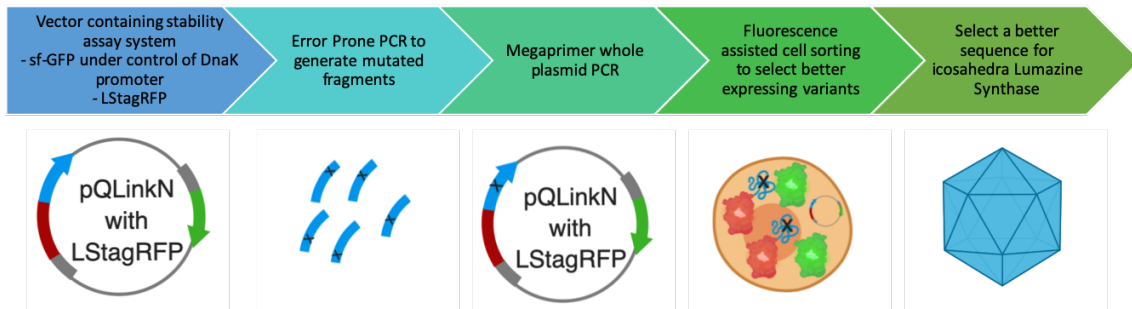 Vector containing stability
assay system
- sf-GFP under control of DnaK
promoter
- LStagRFP
Error Prone PCR to
generate mutated
fragments
Megaprimer whole
plasmid PCR
Fluorescence
assisted cell sorting
to select better
expressing variants
Select a better
sequence for
icosahedra Lumazine
Synthase
pQLinkN
with
LStagRFP
X
X
X
X
X
X
pQLinkN
with
LStagRFP
X
X